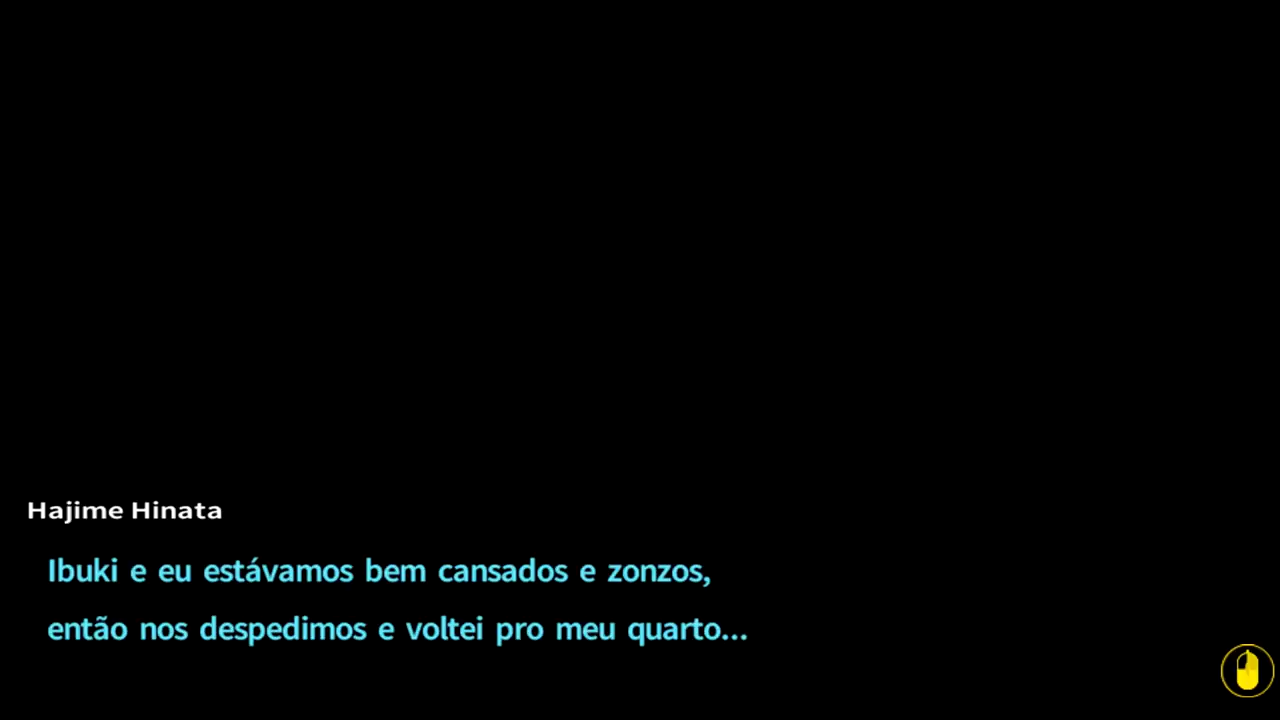 Hajime Hinata
Ibuki e eu estávamos bem cansados e zonzos,
então nos despedimos e voltei pro meu quarto...